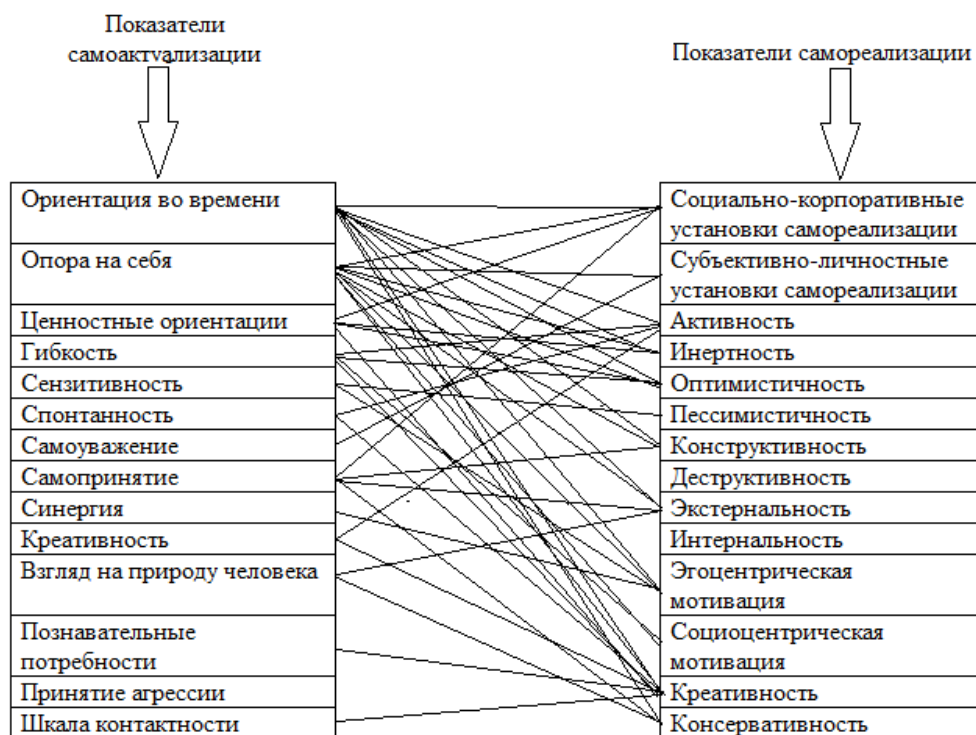 Показатели
самоактуализации
Показатели самореализации
Ориентация во времени
Опора на себя
Ценностные ориентации
Гибкость
Сензитивность
Спонтанность
Самоуважение
Самопринятие
Синергия
Креативность
Взгляд на природу человека
Познавательные
потребности
Принятие агрессии
Шкала контактности
Социально-корпоративные
установки самореализации
Субъективно-личностные
установки самореализации
Активность
Инертность
Оптимистичность
Пессимистичность
Конструктивность
Деструктивность
Экстернальность
Интернальность
Эгоцентрическая
мотивация
Социоцентрическая
мотивация
Креативность
Консервативность